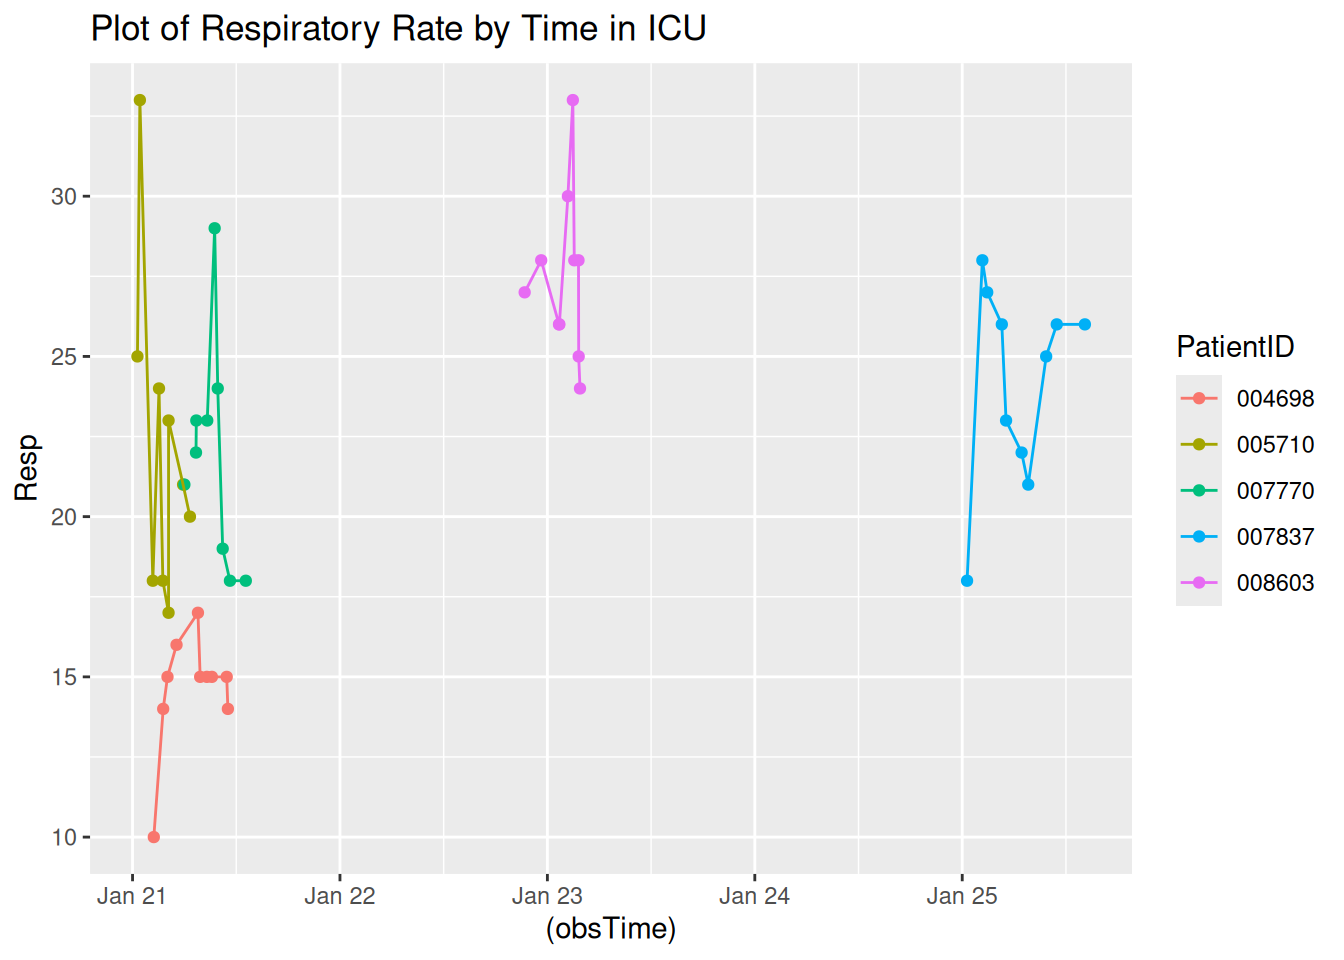 Plot of Respiratory Rate by Time in ICU
Resp
30
25
20
15
10
Jan 21 Jan 22 Jan 23 Jan 24 Jan 25
(obsTime)
PatientID
004698
005710
007770
007837
008603